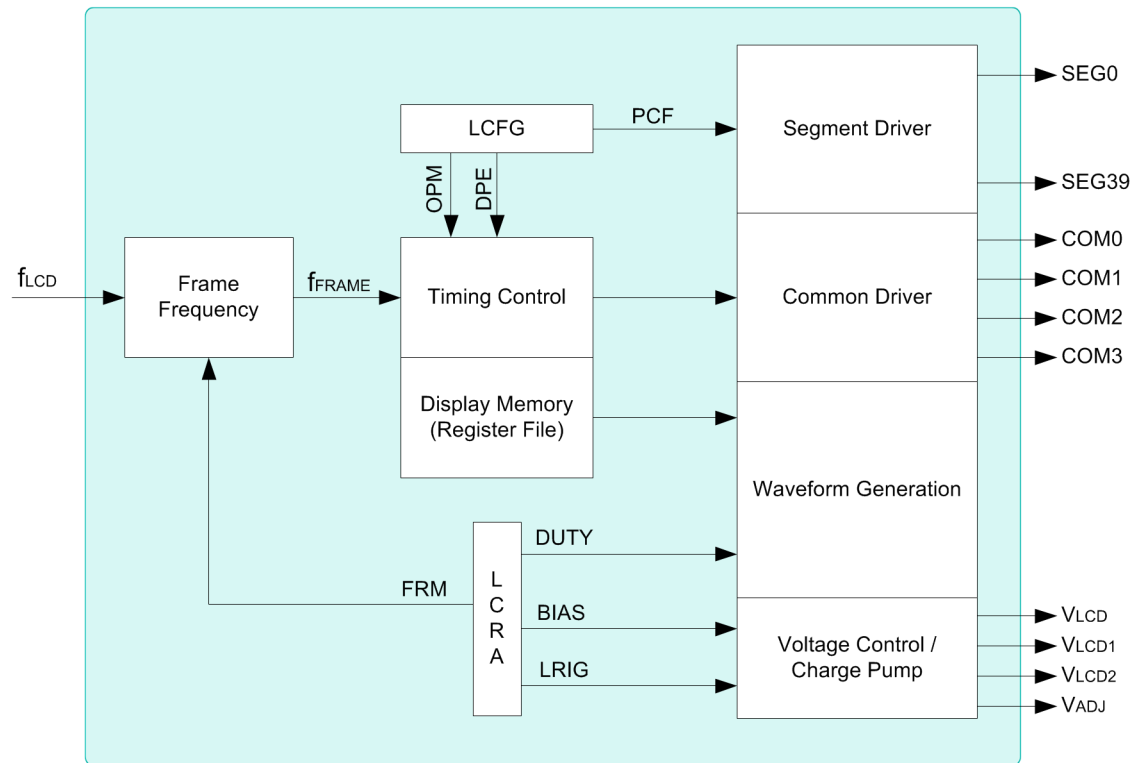 SEG0
LCFG
PCF
Segment Driver
OPM
DPE
SEG39
COM0
fLCD
Frame
Frequency
fFRAME
Timing Control
Common Driver
COM1
COM2
COM3
Display Memory
(Register File)
Waveform Generation
DUTY
FRM
L
C
R
A
BIAS
LRIG
Voltage Control /
Charge Pump
VLCD
VLCD1
VLCD2
VADJ